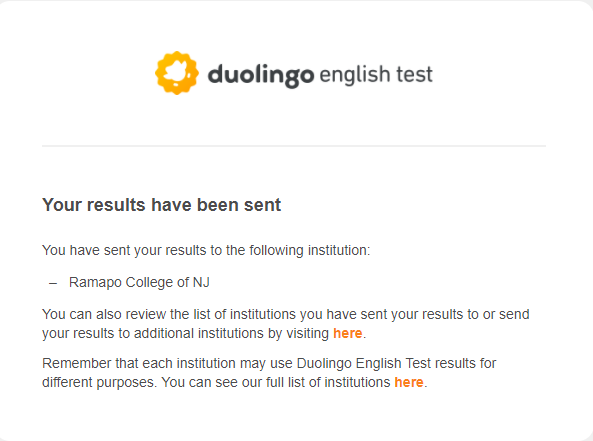 duolingo english test
Your results have been sent
You have sent your results to the following institution:
– Ramapo College of NJ
You can also review the list of institutions you have sent your results to or send
your results to additional institutions by visiting here.
Remember that each institution may use Duolingo English Test results for
different purposes. You can see our full list of institutions here.